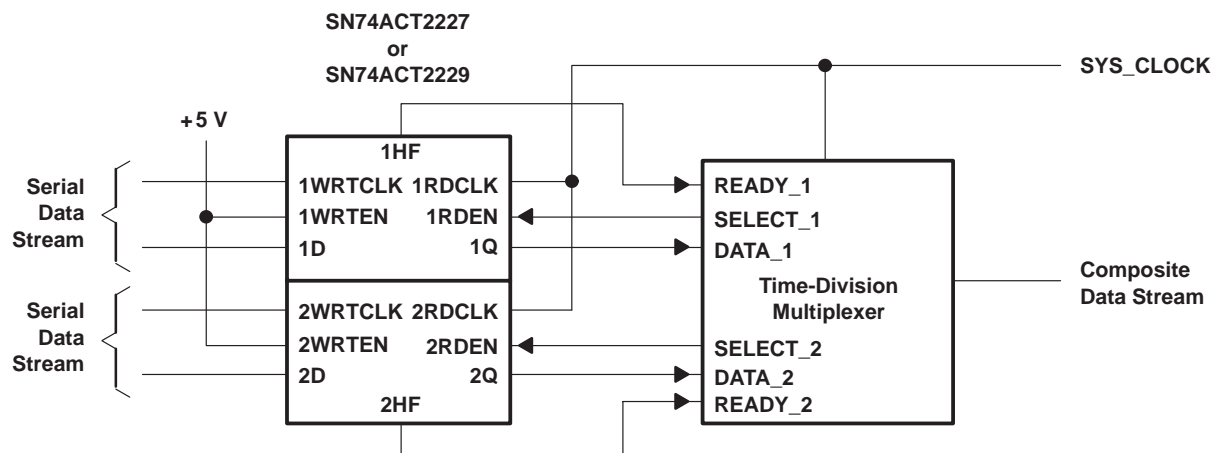 SN74ACT2227
or
SN74ACT2229
SYS_CLOCK
+5 V
1HF
Serial
Data
Stream
1WRTCLK 1RDCLK
1WRTEN 1RDEN
1D 1Q
READY_1
SELECT_1
DATA_1
Time-Division
Multiplexer
Composite
Data Stream
Serial
Data
Stream
2WRTCLK 2RDCLK
2WRTEN 2RDEN
2D 2Q
2HF
SELECT_2
DATA_2
READY_2